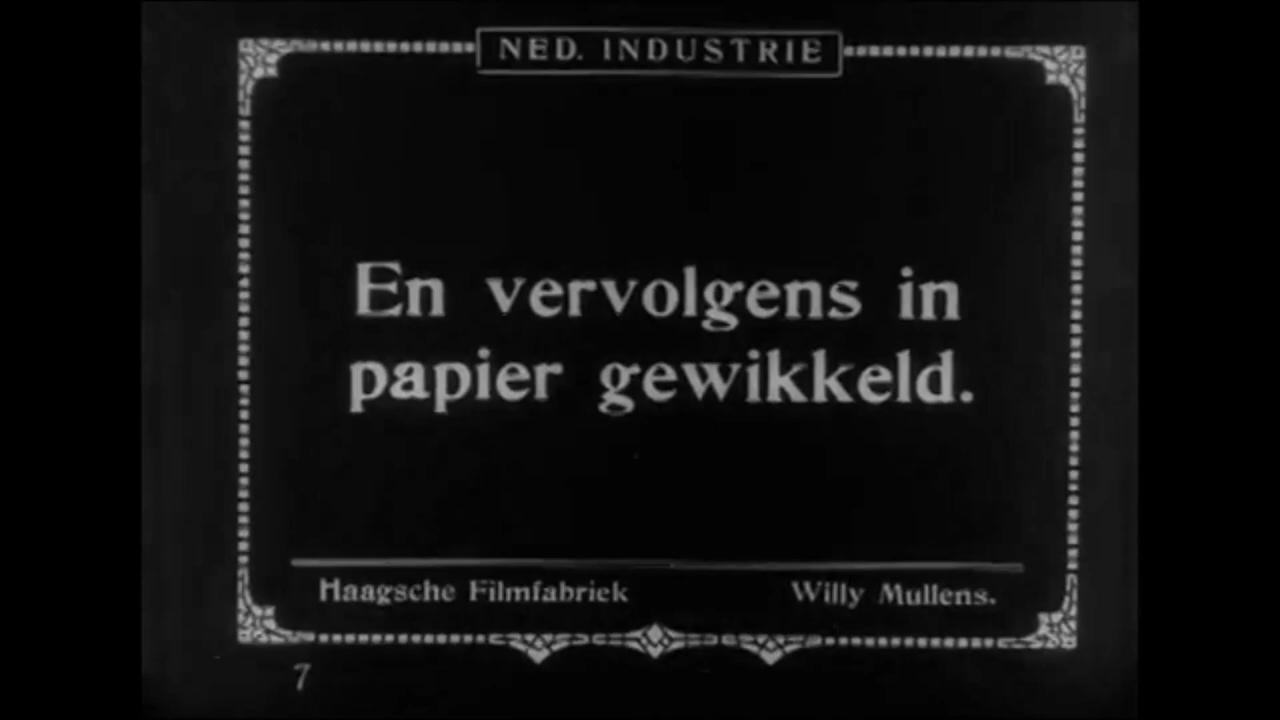 NED. INDUSTRIE
En vervolgens in
papier gewikkeld.
Haagsche Filmfabriek Willy Mullens.
7